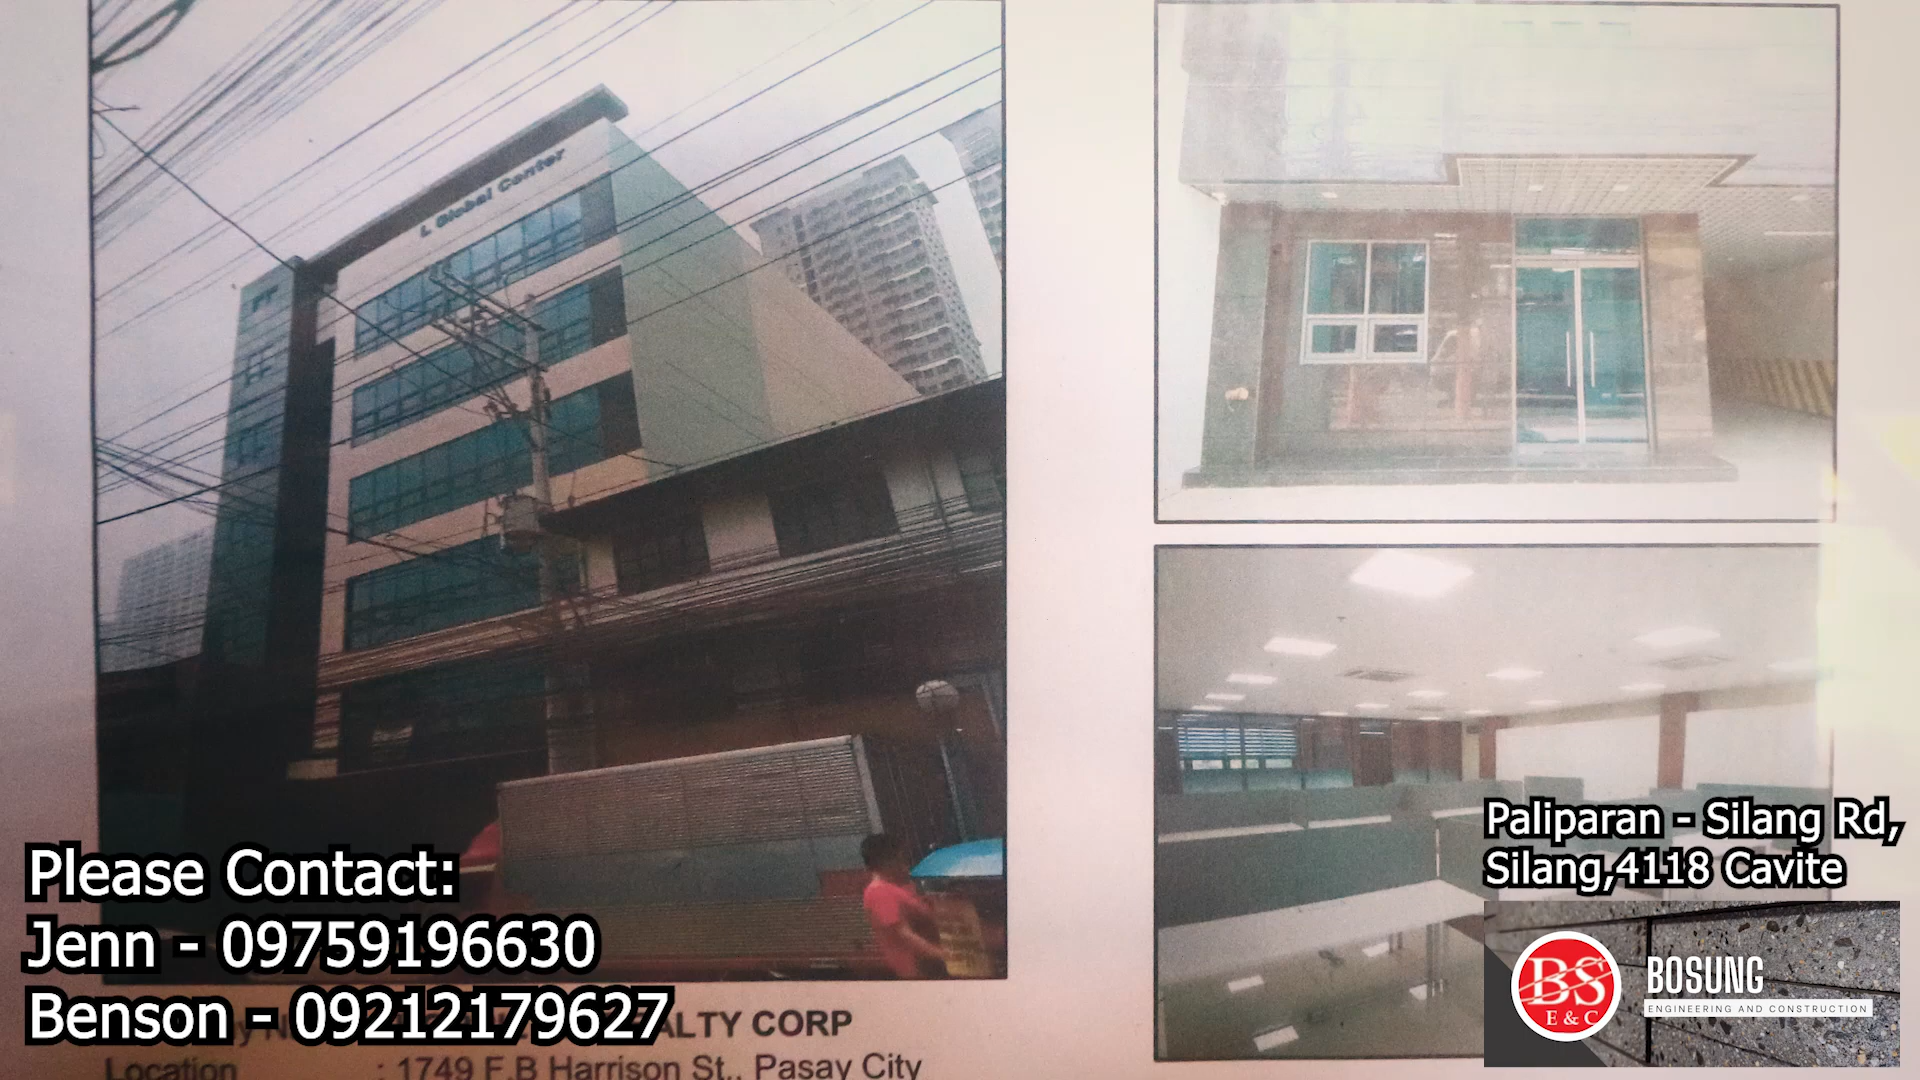 L Global Center
Please Contact:
Jenn - 09759196630
Benson - 09212179627
ALTY CORP
Location : 1749 F.B Harrison St., Pasay City
Paliparan - Silang Rd,
Silang,4118 Cavite
BS
E & C
BOSUNG
ENGINEERING AND CONSTRUCTION